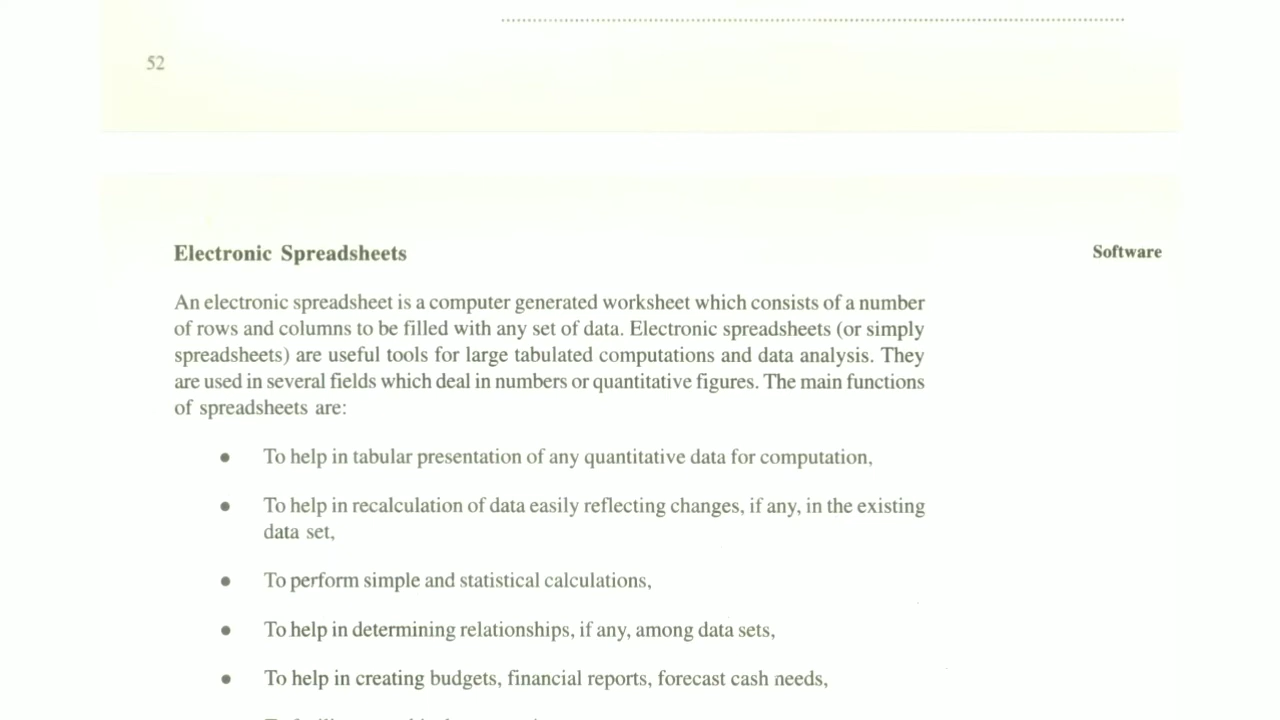 52
Electronic Spreadsheets
Software
An electronic spreadsheet is a computer generated worksheet which consists of a number
of rows and columns to be filled with any set of data. Electronic spreadsheets (or simply
spreadsheets) are useful tools for large tabulated computations and data analysis. They
are used in several fields which deal in numbers or quantitative figures. The main functions
of spreadsheets are:
● To help in tabular presentation of any quantitative data for computation,
● To help in recalculation of data easily reflecting changes, if any, in the existing
data set,
● To perform simple and statistical calculations,
● To help in determining relationships, if any, among data sets,
● To help in creating budgets, financial reports, forecast cash needs,